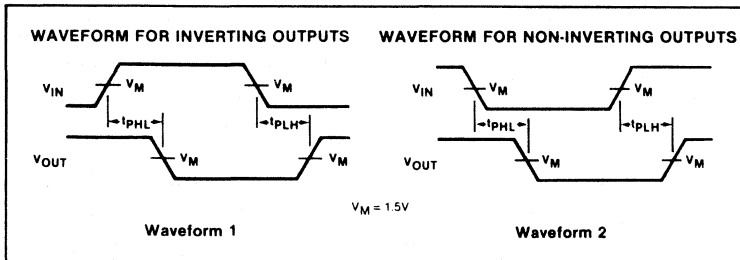 WAVEFORM FOR INVERTING OUTPUTS
VIN
VM
VM
tPHL
tPLH
VOUT
VM
VM
Waveform 1
VM = 1.5V
WAVEFORM FOR NON-INVERTING OUTPUTS
VIN
VM
VM
tPHL
tPLH
VOUT
VM
VM
Waveform 2